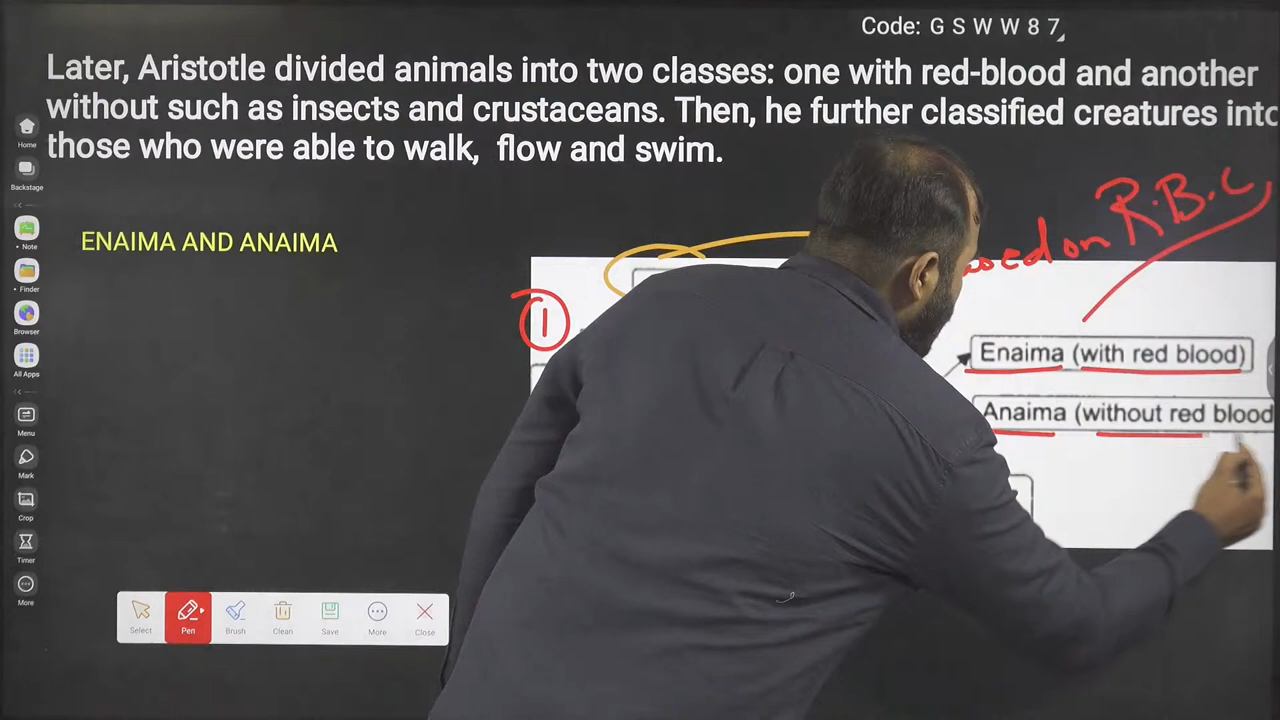 Code: G S W W 8 7
Later, Aristotle divided animals into two classes: one with red-blood and another
without such as insects and crustaceans. Then, he further classified creatures into
those who were able to walk, flow and swim.
ENAIMA AND ANAIMA
on R.B.C
1
Enaima (with red blood)
Anaima (without red blood
Home
Backstage
Note
Finder
Browser
All Apps
Menu
Mark
Crop
Timer
More
Select
Pen
Brush
Clean
Save
More
Close